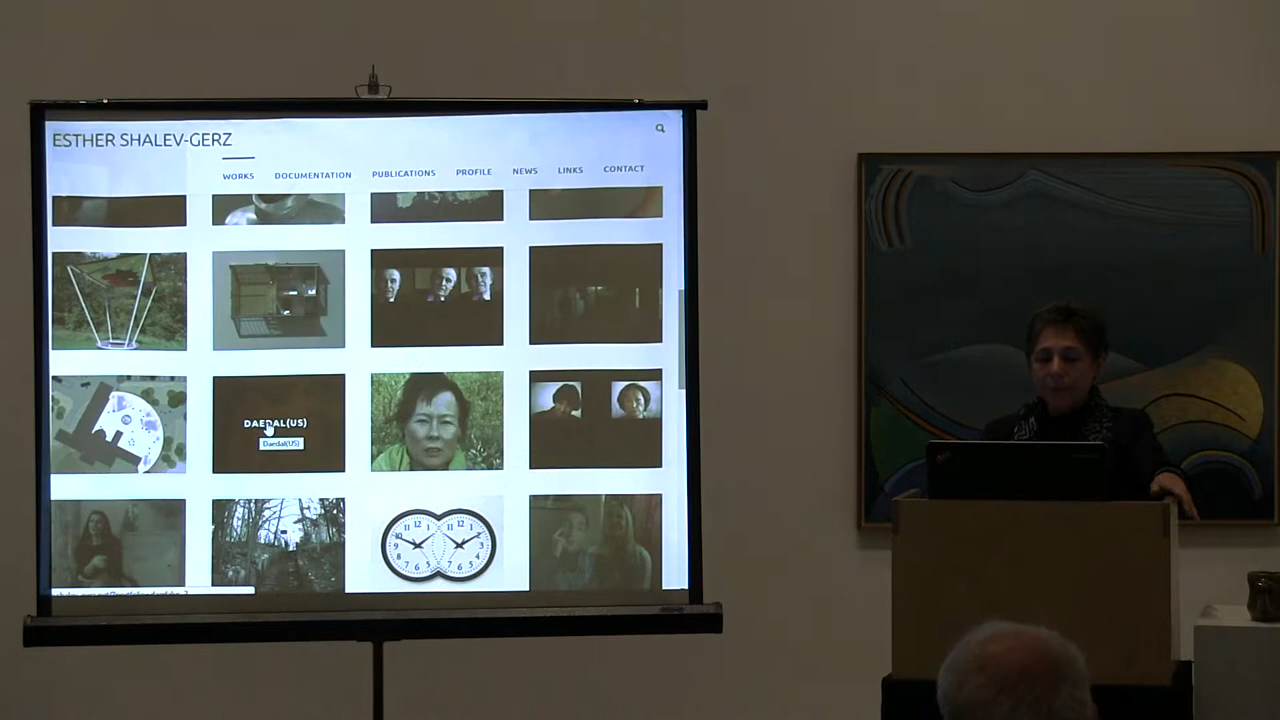 ESTHER SHALEV-GERZ
WORKS DOCUMENTATION PUBLICATIONS PROFILE NEWS LINKS CONTACT
DAEDAL(US)
Daedal(US)